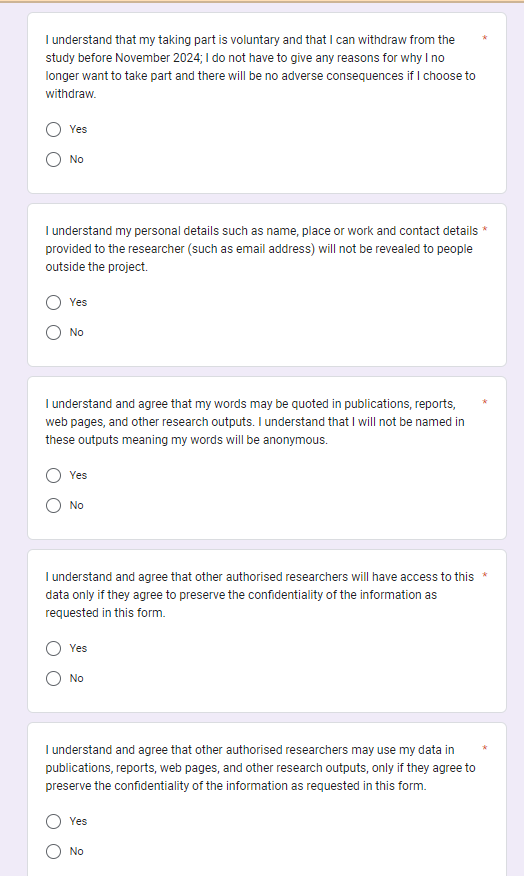 I understand that my taking part is voluntary and that I can withdraw from the *
study before November 2024; I do not have to give any reasons for why I no
longer want to take part and there will be no adverse consequences if I choose to
withdraw.
Yes
No
I understand my personal details such as name, place or work and contact details *
provided to the researcher (such as email address) will not be revealed to people
outside the project.
Yes
No
I understand and agree that my words may be quoted in publications, reports, *
web pages, and other research outputs. I understand that I will not be named in
these outputs meaning my words will be anonymous.
Yes
No
I understand and agree that other authorised researchers will have access to this *
data only if they agree to preserve the confidentiality of the information as
requested in this form.
Yes
No
I understand and agree that other authorised researchers may use my data in *
publications, reports, web pages, and other research outputs, only if they agree to
preserve the confidentiality of the information as requested in this form.
Yes
No